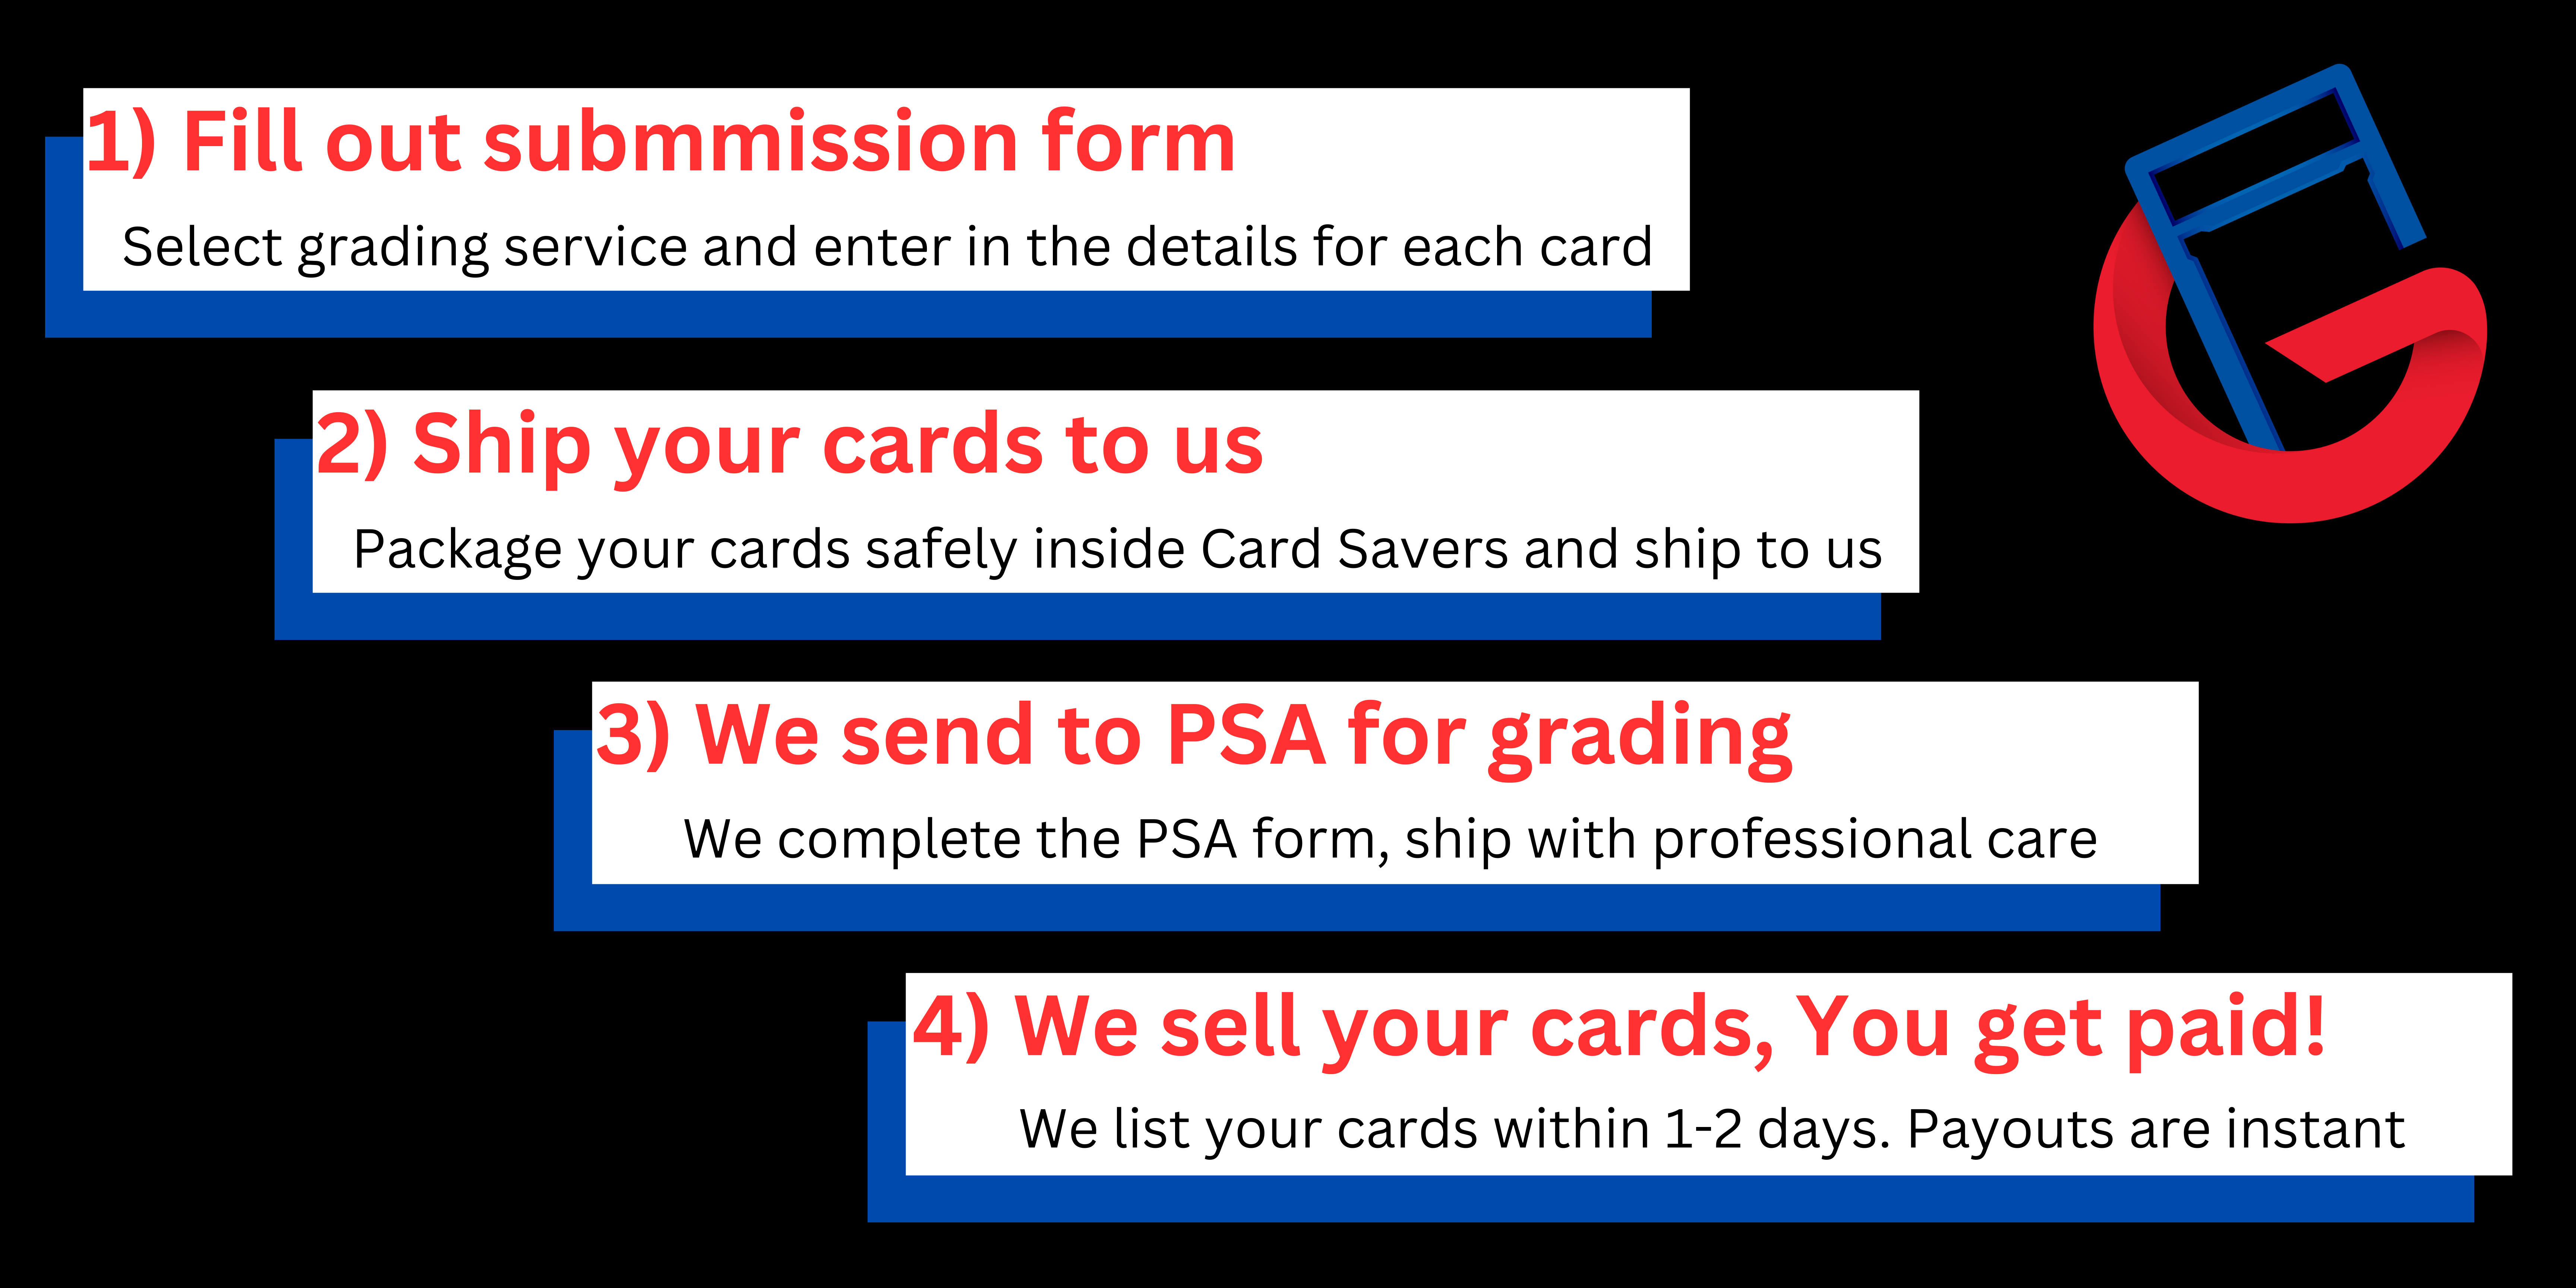 1) Fill out submmission form
Select grading service and enter in the details for each card
2) Ship your cards to us
Package your cards safely inside Card Savers and ship to us
3) We send to PSA for grading
We complete the PSA form, ship with professional care
4) We sell your cards, You get paid!
We list your cards within 1-2 days. Payouts are instant